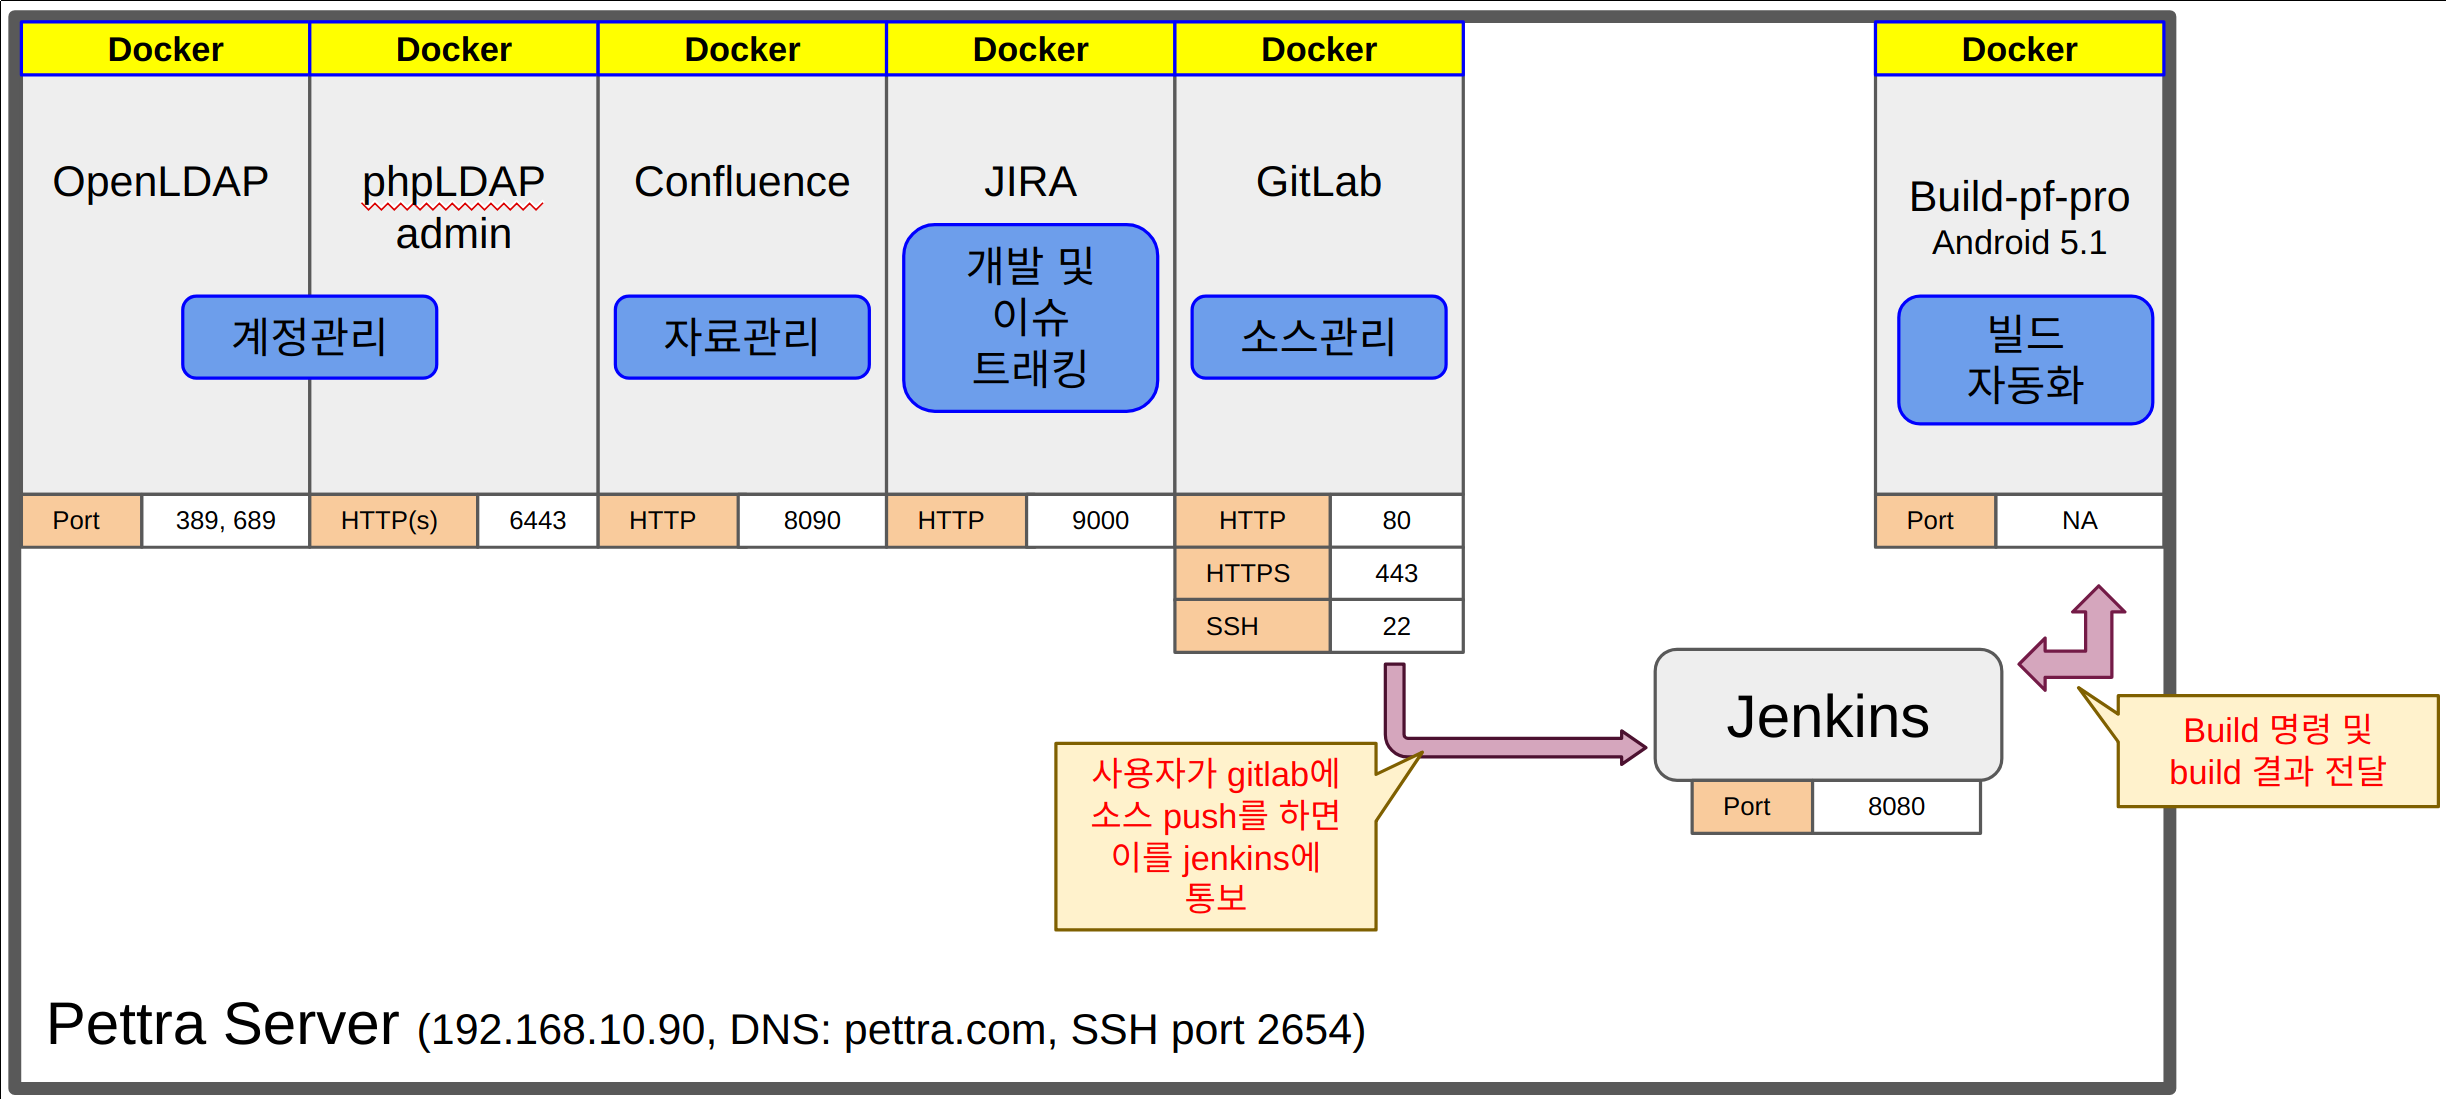 Docker
Docker
Docker
Docker
Docker
Docker
OpenLDAP
phpLDAP
admin
계정관리
Confluence
자료관리
JIRA
개발 및
이슈
트래킹
GitLab
소스관리
Build-pf-pro
Android 5.1
빌드
자동화
Port 389, 689
HTTP(s) 6443
HTTP 8090
HTTP 9000
HTTP 80
HTTPS 443
SSH 22
Port NA
Jenkins
Port 8080
Build 명령 및
build 결과 전달
사용자가 gitlab에
소스 push를 하면
이를 jenkins에
통보
Pettra Server (192.168.10.90, DNS: pettra.com, SSH port 2654)